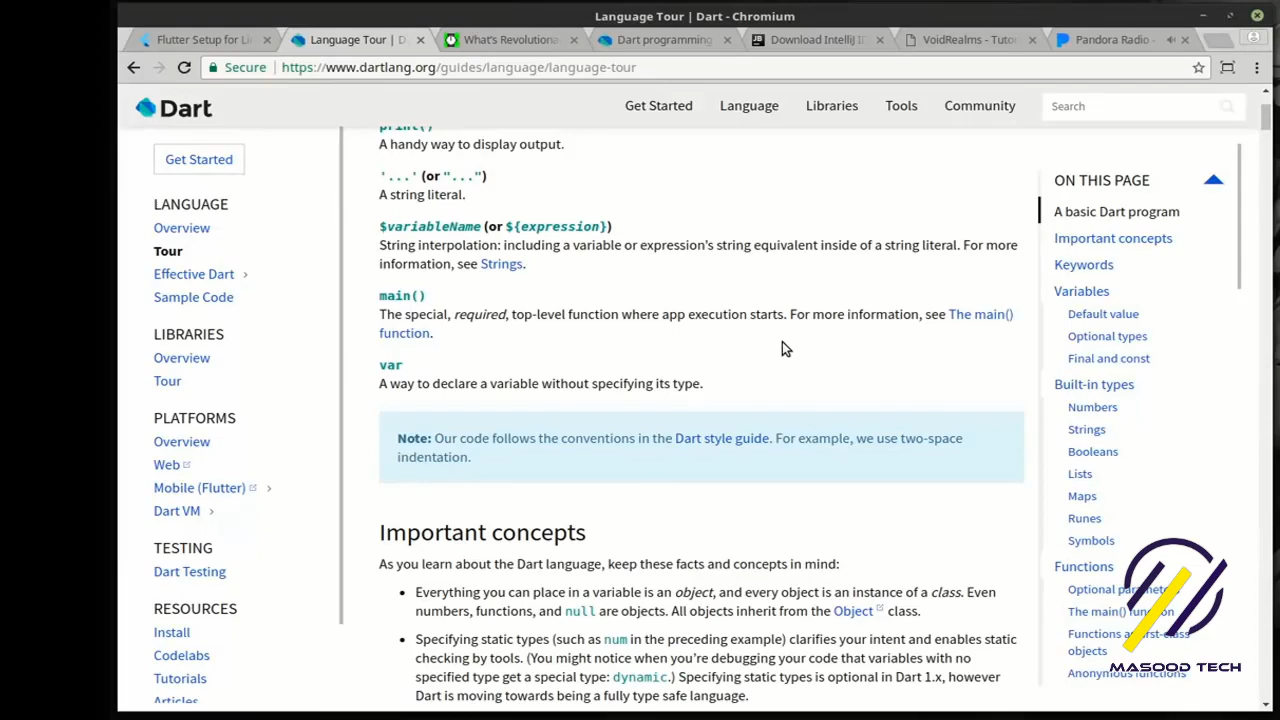 Language Tour | Dart - Chromium
Flutter Setup for Li
Language Tour | D
What's Revolutiona
Dart programming
Download IntelliJ I
VoidRealms - Tutor
Pandora Radio
Secure https://www.dartlang.org/guides/language/language-tour
Dart
Get Started
Language
Libraries
Tools
Community
Search
Get Started
LANGUAGE
Overview
Tour
Effective Dart
Sample Code
LIBRARIES
Overview
Tour
PLATFORMS
Overview
Web
Mobile (Flutter)
Dart VM
TESTING
Dart Testing
RESOURCES
Install
Codelabs
Tutorials
Articles
print()
A handy way to display output.
'...' (or "...")
A string literal.
$variableName (or ${expression})
String interpolation: including a variable or expression's string equivalent inside of a string literal. For more
information, see Strings.
main()
The special, required, top-level function where app execution starts. For more information, see The main()
function.
var
A way to declare a variable without specifying its type.
Note: Our code follows the conventions in the Dart style guide. For example, we use two-space
indentation.
Important concepts
As you learn about the Dart language, keep these facts and concepts in mind:
• Everything you can place in a variable is an object, and every object is an instance of a class. Even
numbers, functions, and null are objects. All objects inherit from the Object class.
• Specifying static types (such as num in the preceding example) clarifies your intent and enables static
checking by tools. (You might notice when you're debugging your code that variables with no
specified type get a special type: dynamic.) Specifying static types is optional in Dart 1.x, however
Dart is moving towards being a fully type safe language.
ON THIS PAGE
A basic Dart program
Important concepts
Keywords
Variables
Default value
Optional types
Final and const
Built-in types
Numbers
Strings
Booleans
Lists
Maps
Runes
Symbols
Functions
Optional parameters
The main() function
Functions as first-class
objects
Anonymous functions
MASOOD TECH